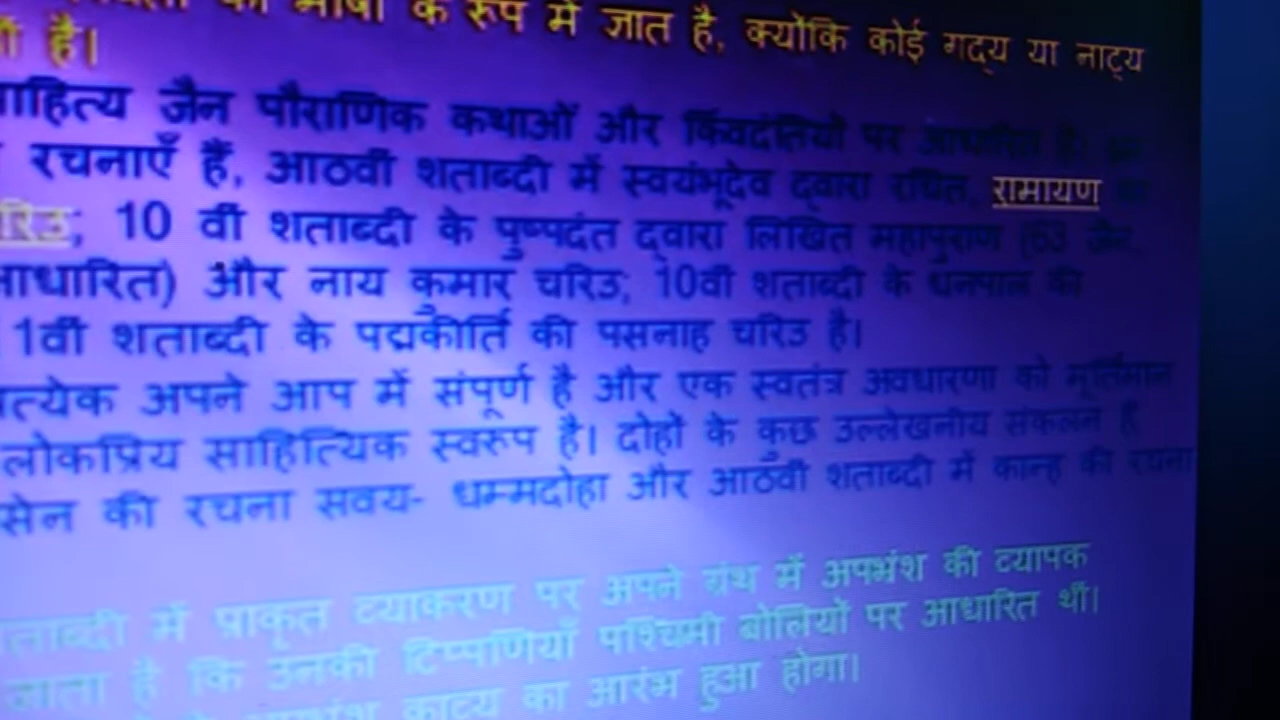 की भाषा के रूप में ज्ञात है, क्योंकि कोई गद्य या नाट्य
है।
जैन पौराणिक कथाओं और किंवदंतियों पर आधारित है।
रचनाएँ हैं, आठवीं शताब्दी में स्वयंभूदेव द्वारा रचित, रामायण
10 वीं शताब्दी के पुष्पदंत द्वारा लिखित महापुराण (63 जैन
और नाय कुमार चरिउ; 10वीं शताब्दी के धनपाल की
1वीं शताब्दी के पद्मकीर्ति की पसनाह चरिउ है।
अपने आप में संपूर्ण है और एक स्वतंत्र अवधारणा को मूर्तिमान
लोकप्रिय साहित्यिक स्वरूप है। दोहों के कुछ उल्लेखनीय संकलन हैं
सेन की रचना सवय- धम्मदोहा और आठवीं शताब्दी में कान्ह की रचना
में प्राकृत व्याकरण पर अपने ग्रंथ में अपभंश की व्यापक
जाता है कि उनकी टिप्पणियाँ पश्चिमी बोलियों पर आधारित थीं।
काव्य का आरंभ हुआ होगा।